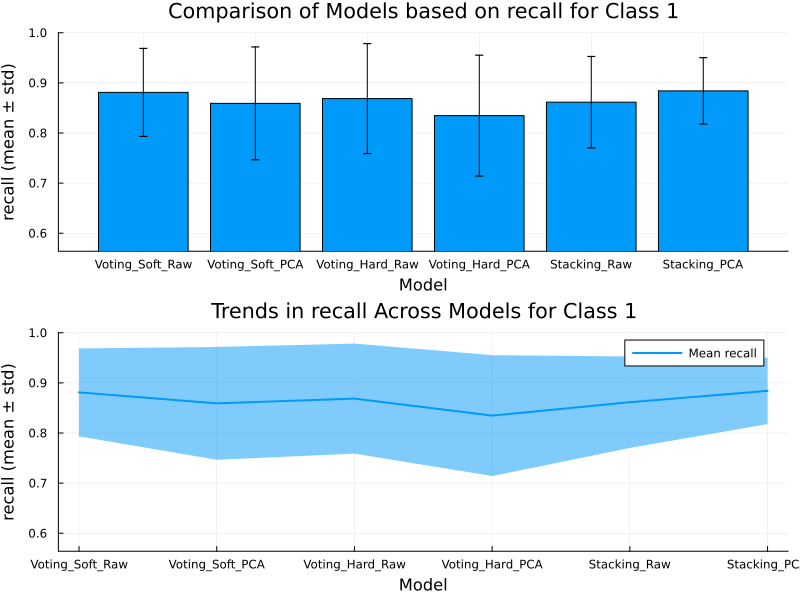 Comparison of Models based on recall for Class 1
recall (mean ± std)
1.0
0.9
0.8
0.7
0.6
Voting_Soft_Raw Voting_Soft_PCA Voting_Hard_Raw Voting_Hard_PCA Stacking_Raw Stacking_PCA
Model
Trends in recall Across Models for Class 1
recall (mean ± std)
1.0
Mean recall
0.9
0.8
0.7
0.6
Voting_Soft_Raw Voting_Soft_PCA Voting_Hard_Raw Voting_Hard_PCA Stacking_Raw Stacking_PC
Model